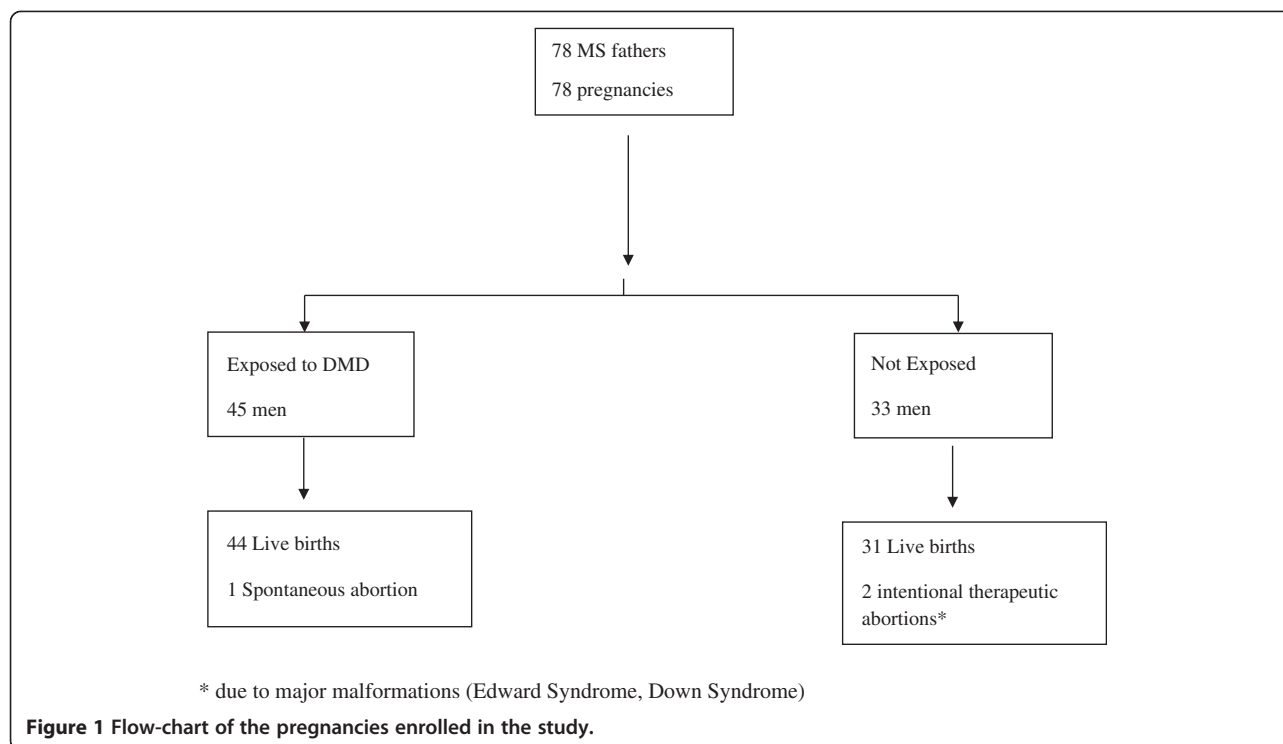 78 MS fathers
78 pregnancies
Exposed to DMD
45 men
Not Exposed
33 men
44 Live births
1 Spontaneous abortion
31 Live births
2 intentional therapeutic
abortions*
* due to major malformations (Edward Syndrome, Down Syndrome)
Figure 1 Flow-chart of the pregnancies enrolled in the study.